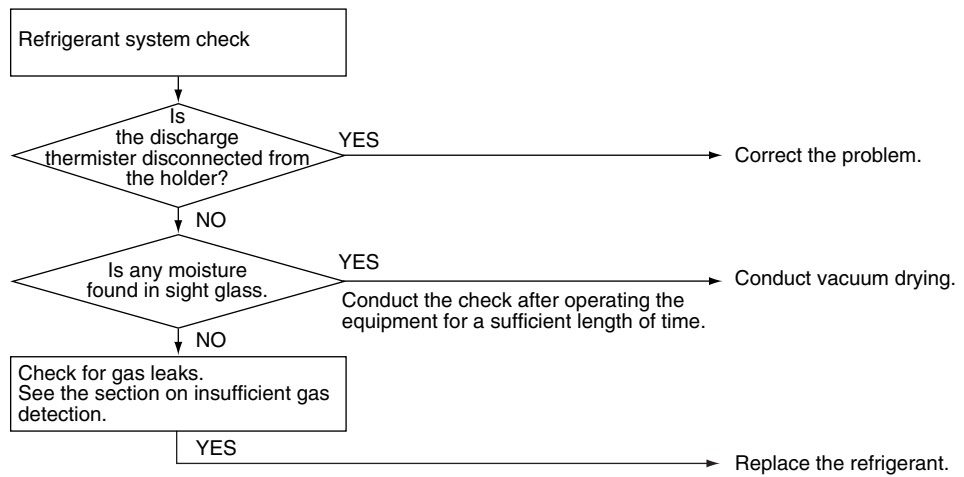 Refrigerant system check
Is
the discharge
thermister disconnected from
the holder?
YES
Correct the problem.
NO
Is any moisture
found in sight glass.
YES
Conduct the check after operating the
equipment for a sufficient length of time.
Conduct vacuum drying.
NO
Check for gas leaks.
See the section on insufficient gas
detection.
YES
Replace the refrigerant.